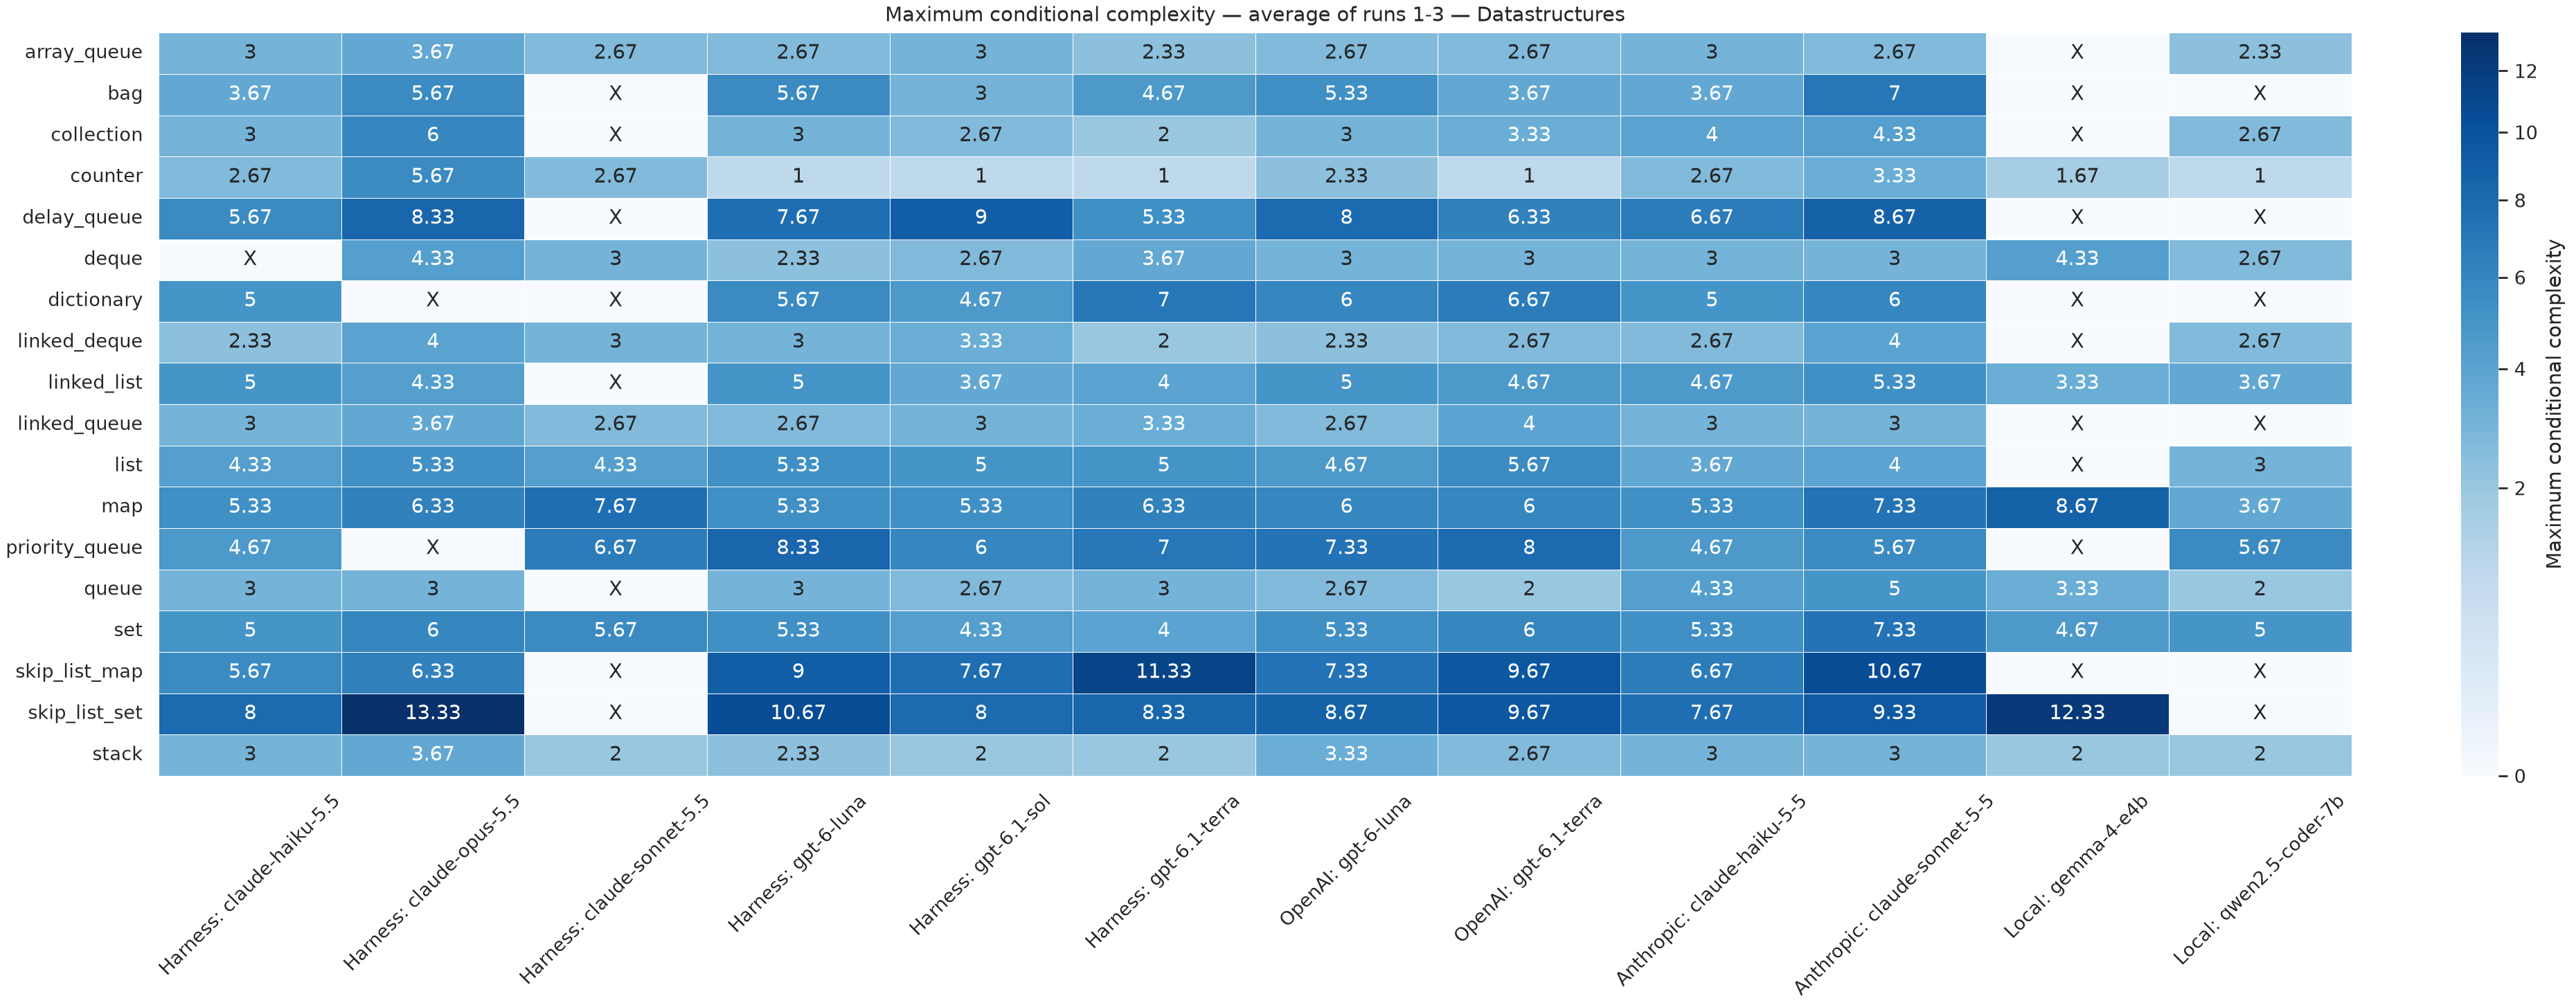 Maximum conditional complexity — average of runs 1-3 — Datastructures
array_queue 3 3.67 2.67 2.67 3 2.33 2.67 2.67 3 2.67 X 2.33
bag 3.67 5.67 X 5.67 3 4.67 5.33 3.67 3.67 7 X X
collection 3 6 X 3 2.67 2 3 3.33 4 4.33 X 2.67
counter 2.67 5.67 2.67 1 1 1 2.33 1 2.67 3.33 1.67 1
delay_queue 5.67 8.33 X 7.67 9 5.33 8 6.33 6.67 8.67 X X
deque X 4.33 3 2.33 2.67 3.67 3 3 3 3 4.33 2.67
dictionary 5 X X 5.67 4.67 7 6 6.67 5 6 X X
linked_deque 2.33 4 3 3 3.33 2 2.33 2.67 2.67 4 X 2.67
linked_list 5 4.33 X 5 3.67 4 5 4.67 4.67 5.33 3.33 3.67
linked_queue 3 3.67 2.67 2.67 3 3.33 2.67 4 3 3 X X
list 4.33 5.33 4.33 5.33 5 5 4.67 5.67 3.67 4 X 3
map 5.33 6.33 7.67 5.33 5.33 6.33 6 6 5.33 7.33 8.67 3.67
priority_queue 4.67 X 6.67 8.33 6 7 7.33 8 4.67 5.67 X 5.67
queue 3 3 X 3 2.67 3 2.67 2 4.33 5 3.33 2
set 5 6 5.67 5.33 4.33 4 5.33 6 5.33 7.33 4.67 5
skip_list_map 5.67 6.33 X 9 7.67 11.33 7.33 9.67 6.67 10.67 X X
skip_list_set 8 13.33 X 10.67 8 8.33 8.67 9.67 7.67 9.33 12.33 X
stack 3 3.67 2 2.33 2 2 3.33 2.67 3 3 2 2
Harness: claude-haiku-5.5
Harness: claude-opus-5.5
Harness: claude-sonnet-5.5
Harness: gpt-6-luna
Harness: gpt-6.1-sol
Harness: gpt-6.1-terra
OpenAI: gpt-6-luna
OpenAI: gpt-6.1-terra
Anthropic: claude-haiku-5-5
Anthropic: claude-sonnet-5-5
Local: gemma-4-e4b
Local: qwen2.5-coder-7b
12
10
8
6
4
2
0
Maximum conditional complexity